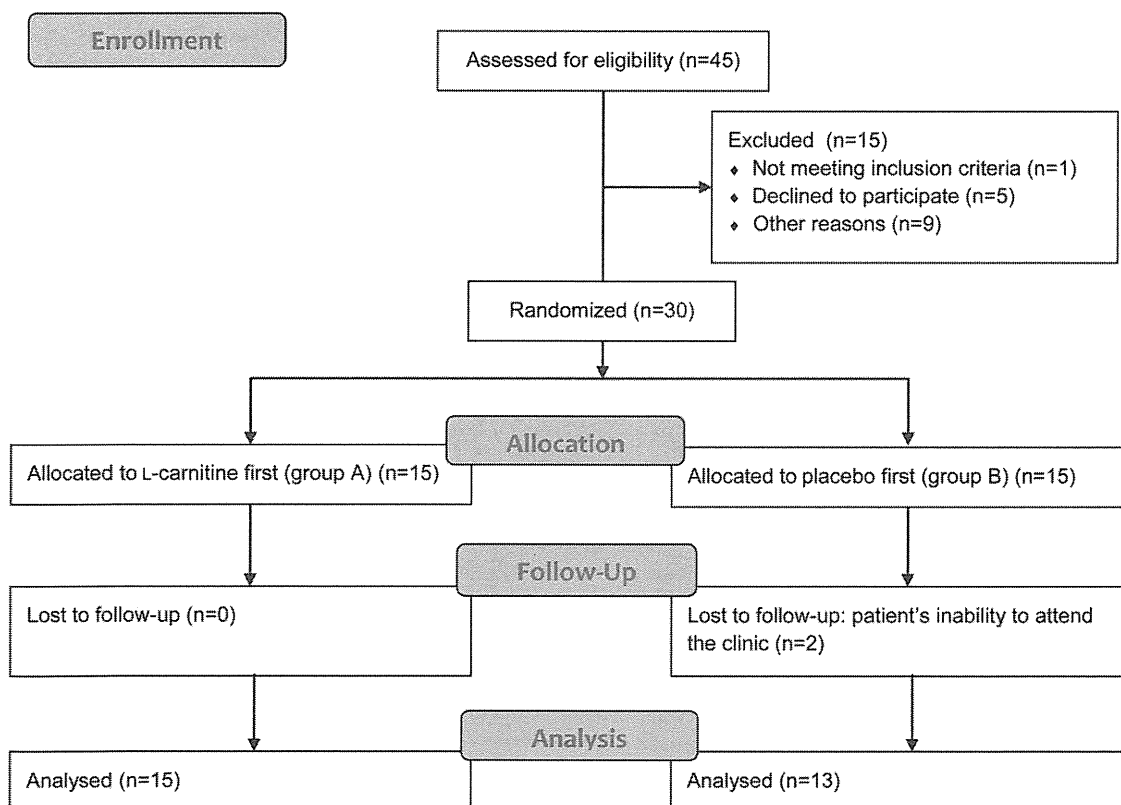 Enrollment
Assessed for eligibility (n=45)
Excluded (n=15)
♦ Not meeting inclusion criteria (n=1)
♦ Declined to participate (n=5)
♦ Other reasons (n=9)
Randomized (n=30)
Allocation
Allocated to L-carnitine first (group A) (n=15)
Allocated to placebo first (group B) (n=15)
Follow-Up
Lost to follow-up (n=0)
Lost to follow-up: patient's inability to attend
the clinic (n=2)
Analysis
Analysed (n=15)
Analysed (n=13)